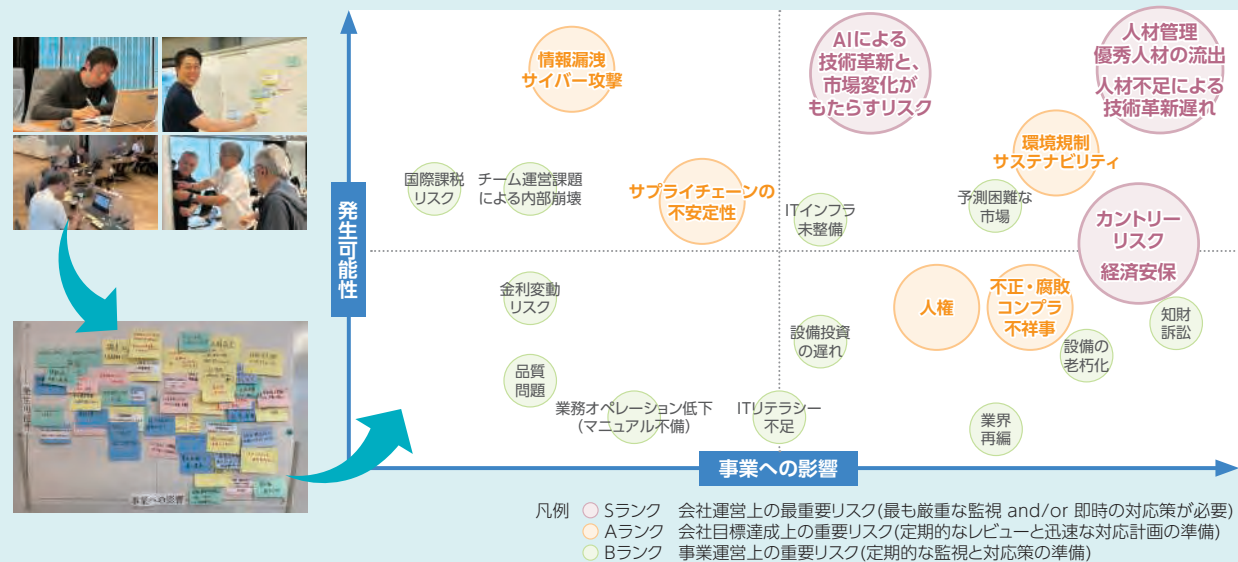 発生可能性
情報漏洩
サイバー攻撃
AIによる
技術革新と、
市場変化が
もたらすリスク
人材管理
優秀人材の流出
人材不足による
技術革新遅れ
環境規制
サステナビリティ
国際課税
リスク
チーム運営課題
による内部崩壊
サプライチェーンの
不安定性
ITインフラ
未整備
予測困難な
市場
カントリー
リスク
経済安保
金利変動
リスク
人権
不正・腐敗
コンプラ
不祥事
知財
訴訟
設備投資
の遅れ
設備の
老朽化
品質
問題
業務オペレーション低下
(マニュアル不備)
ITリテラシー
不足
業界
再編
事業への影響
発生可能性
事業への影響
凡例 Sランク 会社運営上の最重要リスク(最も厳重な監視 and/or 即時の対応策が必要)
Aランク 会社目標達成上の重要リスク(定期的なレビューと迅速な対応計画の準備)
Bランク 事業運営上の重要リスク(定期的な監視と対応策の準備)